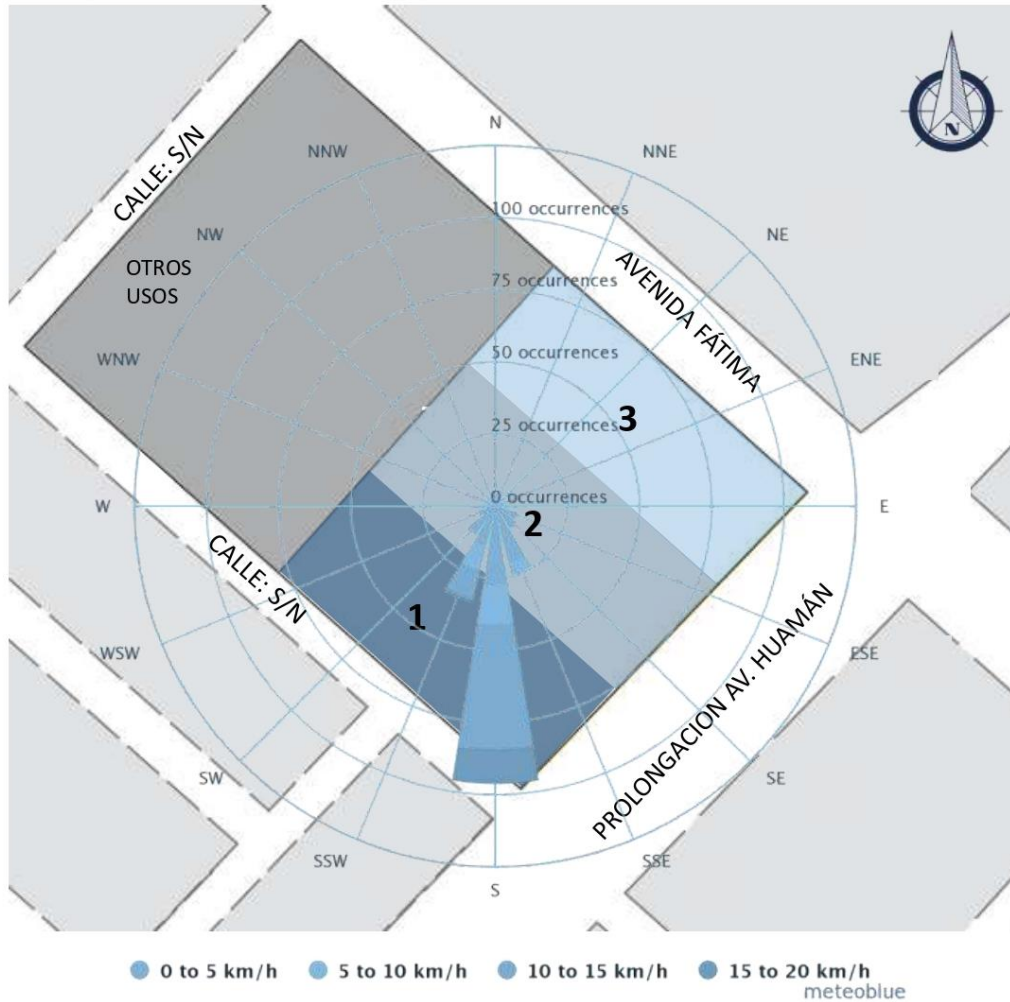 N
CALLE: S/N
NNW
NNE
N
NW
NE
100 occurrences
OTROS
USOS
AVENIDA FÁTIMA
75 occurrences
WNW
50 occurrences
ENE
25 occurrences
3
W
0 occurrences
E
2
CALLE: S/N
1
WSW
ESE
PROLONGACION AV. HUAMÁN
SW
SE
SSW
SSE
S
0 to 5 km/h
5 to 10 km/h
10 to 15 km/h
15 to 20 km/h
meteoblue